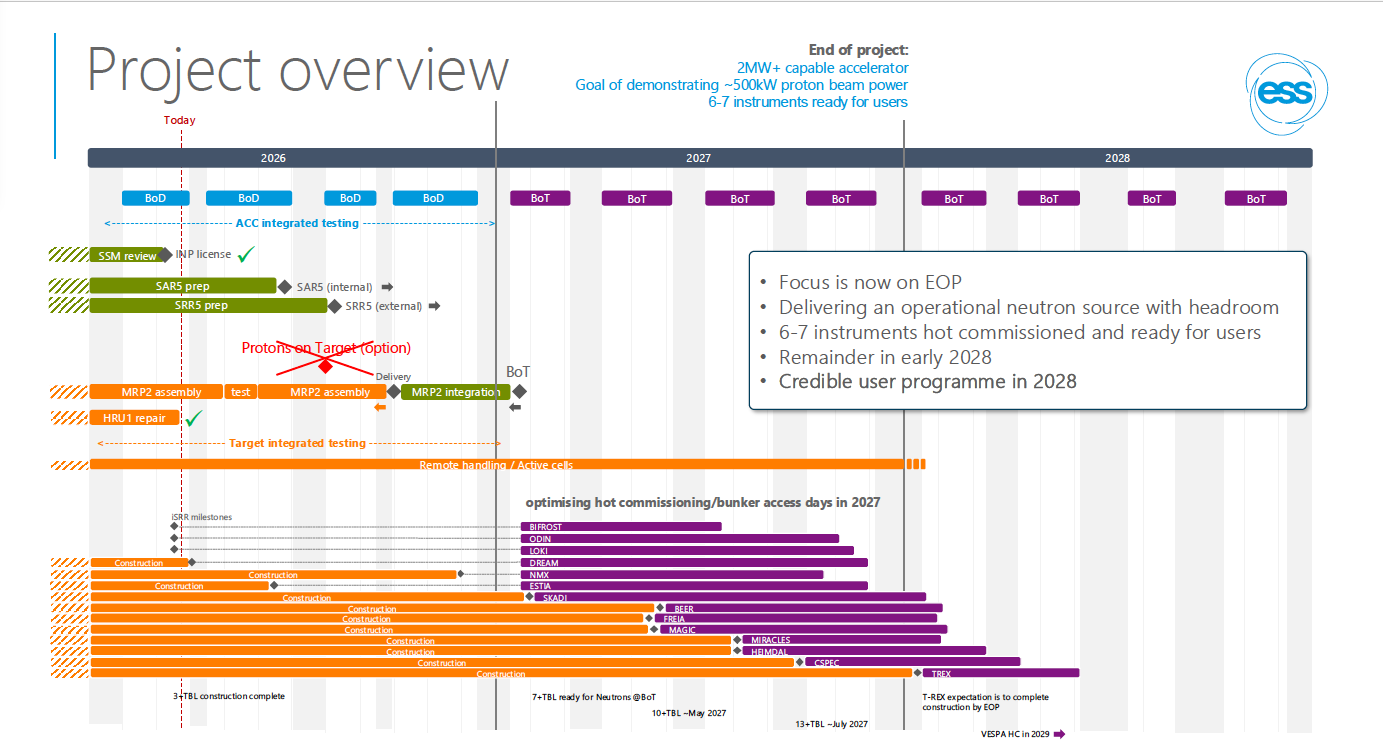 Project overview
End of project:
2MW+ capable accelerator
Goal of demonstrating ~500kW proton beam power
6-7 instruments ready for users
ess
Today
2026
2027
2028
BoD
BoD
BoD
BoD
BoT
BoT
BoT
BoT
BoT
BoT
BoT
BoT
ACC integrated testing
SSM review
INP license
SAR5 prep
SAR5 (internal)
SRR5 prep
SRR5 (external)
Protons on Target (option)
Delivery
BoT
MRP2 assembly
test
MRP2 assembly
MRP2 integration
HRU1 repair
Target integrated testing
Remote handling / Active cells
• Focus is now on EOP
• Delivering an operational neutron source with headroom
• 6-7 instruments hot commissioned and ready for users
• Remainder in early 2028
• Credible user programme in 2028
optimising hot commissioning/bunker access days in 2027
iSRR milestones
BIFROST
ODIN
LOKI
Construction
DREAM
Construction
NMX
Construction
ESTIA
Construction
SKADI
Construction
BEER
Construction
FREIA
Construction
MAGIC
Construction
MIRACLES
Construction
HEIMDAL
Construction
CSPEC
Construction
TREX
3+TBL construction complete
7+TBL ready for Neutrons @BoT
10+TBL ~May 2027
13+TBL ~July 2027
T-REX expectation is to complete
construction by EOP
VESPA HC in 2029